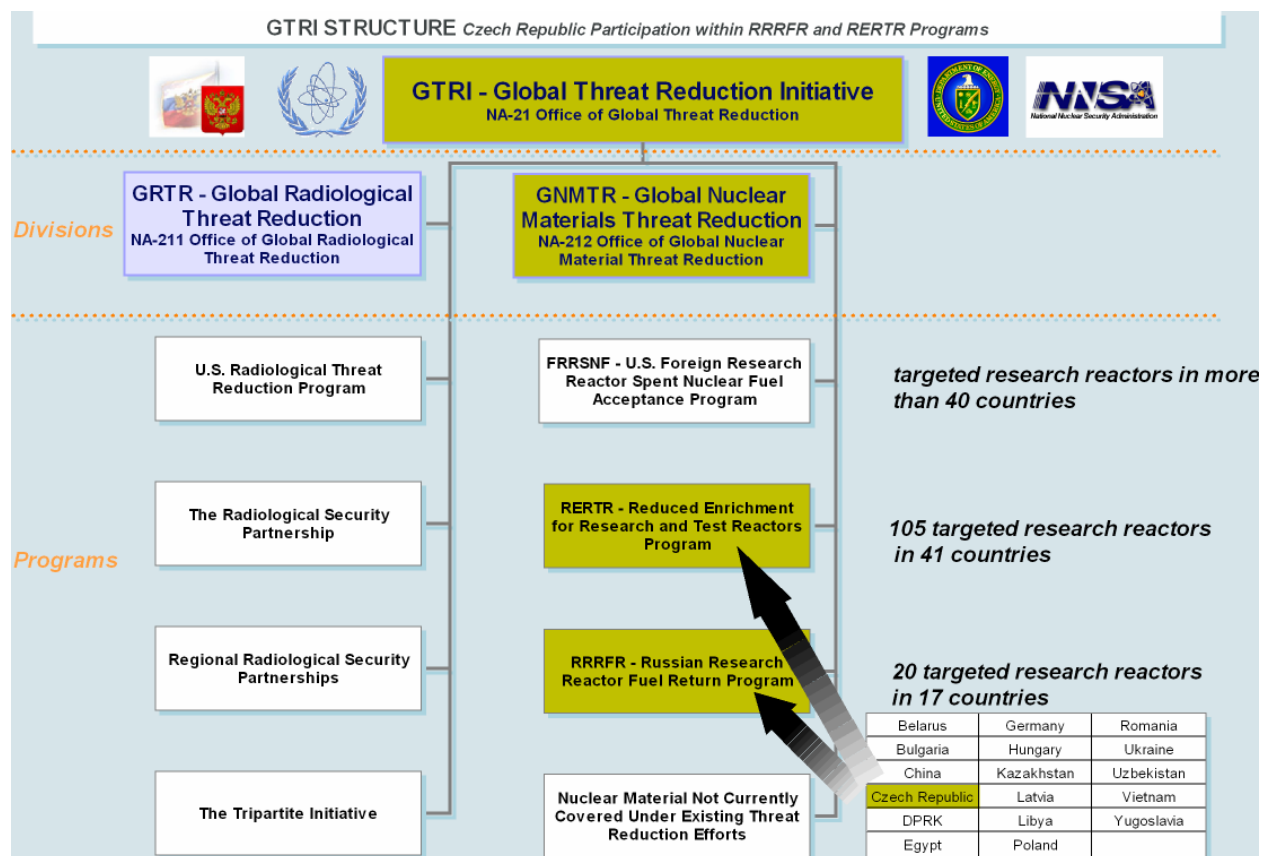 GTRI STRUCTURE Czech Republic Participation within RRRFR and RERTR Programs
GTRI - Global Threat Reduction Initiative
NA-21 Office of Global Threat Reduction
NNSA
National Nuclear Security Administration
DEPARTMENT OF ENERGY
UNITED STATES OF AMERICA
Divisions
GRTR - Global Radiological
Threat Reduction
NA-211 Office of Global Radiological
Threat Reduction
GNMTR - Global Nuclear
Materials Threat Reduction
NA-212 Office of Global Nuclear
Material Threat Reduction
Programs
U.S. Radiological Threat
Reduction Program
The Radiological Security
Partnership
Regional Radiological Security
Partnerships
The Tripartite Initiative
FRRSNF - U.S. Foreign Research
Reactor Spent Nuclear Fuel
Acceptance Program
RERTR - Reduced Enrichment
for Research and Test Reactors
Program
RRRFR - Russian Research
Reactor Fuel Return Program
Nuclear Material Not Currently
Covered Under Existing Threat
Reduction Efforts
targeted research reactors in more
than 40 countries
105 targeted research reactors
in 41 countries
20 targeted research reactors
in 17 countries
Belarus Germany Romania
Bulgaria Hungary Ukraine
China Kazakhstan Uzbekistan
Czech Republic Latvia Vietnam
DPRK Libya Yugoslavia
Egypt Poland